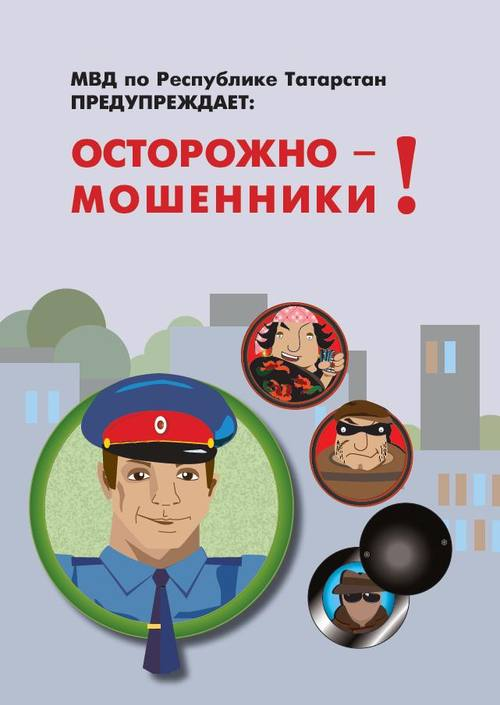 МВД по Республике Татарстан
ПРЕДУПРЕЖДАЕТ:
ОСТОРОЖНО –
МОШЕННИКИ !